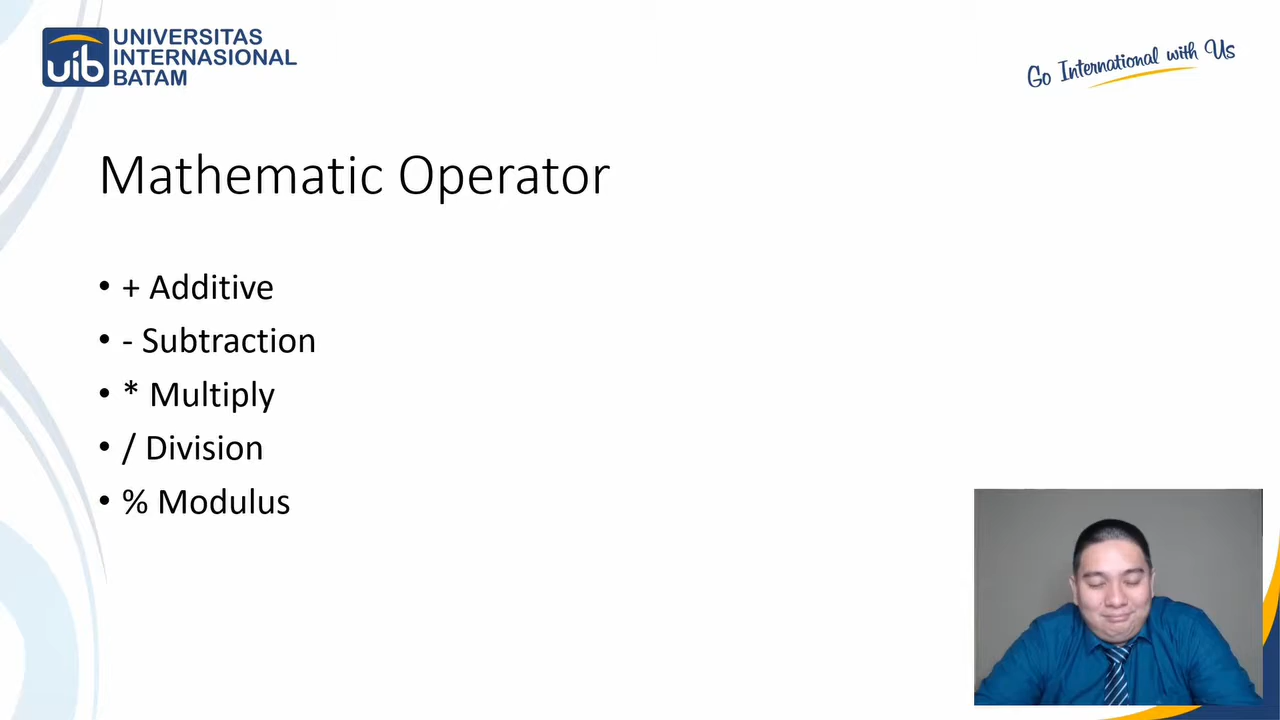 uib
UNIVERSITAS
INTERNASIONAL
BATAM
Go International with Us
Mathematic Operator
• + Additive
• - Subtraction
• * Multiply
• / Division
• % Modulus